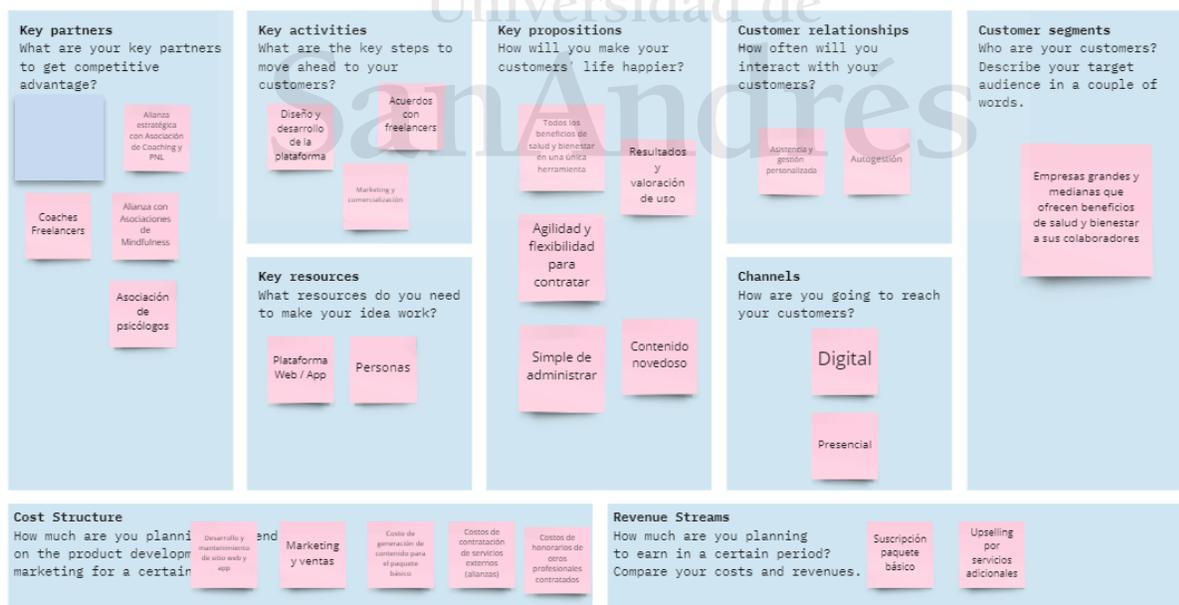 Universidad de
SanAndrés
Key partners
What are your key partners
to get competitive
advantage?
Alianza
estratégica
con Asociación
de Coaching y
PNL
Coaches
Freelancers
Alianza con
Asociaciones
de
Mindfulness
Asociación
de
psicólogos
Key activities
What are the key steps to
move ahead to your
customers?
Diseño y
desarrollo
de la
plataforma
Acuerdos
con
freelancers
Marketing y
comercialización
Key resources
What resources do you need
to make your idea work?
Plataforma
Web / App
Personas
Key propositions
How will you make your
customers' life happier?
Todos los
beneficios de
salud y bienestar
en una única
herramienta
Resultados
y
valoración
de uso
Agilidad y
flexibilidad
para
contratar
Simple de
administrar
Contenido
novedoso
Customer relationships
How often will you
interact with your
customers?
Asistencia y
gestión
personalizada
Autogestión
Channels
How are you going to reach
your customers?
Digital
Presencial
Customer segments
Who are your customers?
Describe your target
audience in a couple of
words.
Empresas grandes y
medianas que
ofrecen beneficios
de salud y bienestar
a sus colaboradores
Cost Structure
How much are you planni end
on the product developm
marketing for a certain
Desarrollo y
mantenimiento
de sitio web y
app
Marketing
y ventas
Costo de
generación de
contenido para
el paquete
básico
Costos de
contratación
de servicios
externos
(alianzas)
Costos de
honorarios de
otros
profesionales
contratados
Revenue Streams
How much are you planning
to earn in a certain period?
Compare your costs and revenues.
Suscripción
paquete
básico
Upselling
por
servicios
adicionales